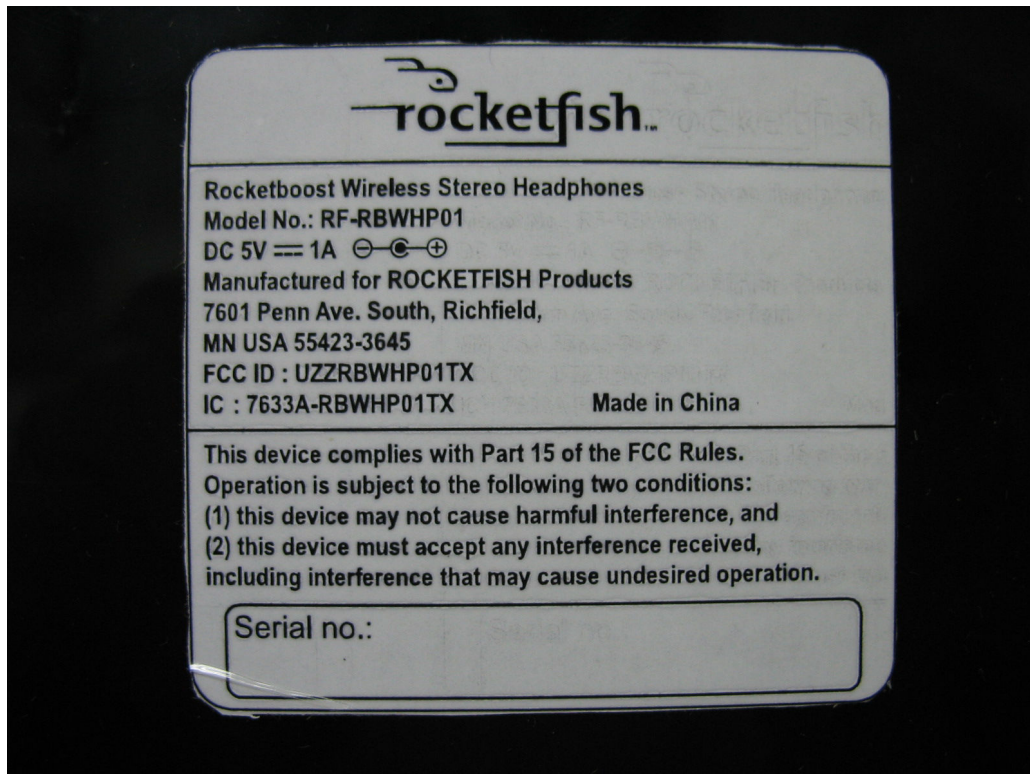 rocketfish™
Rocketboost Wireless Stereo Headphones
Model No.: RF-RBWHP01
DC 5V ⎓ 1A ⊖-C-⊕
Manufactured for ROCKETFISH Products
7601 Penn Ave. South, Richfield,
MN USA 55423-3645
FCC ID : UZZRBWHP01TX
IC : 7633A-RBWHP01TX Made in China
This device complies with Part 15 of the FCC Rules.
Operation is subject to the following two conditions:
(1) this device may not cause harmful interference, and
(2) this device must accept any interference received,
including interference that may cause undesired operation.
Serial no.: